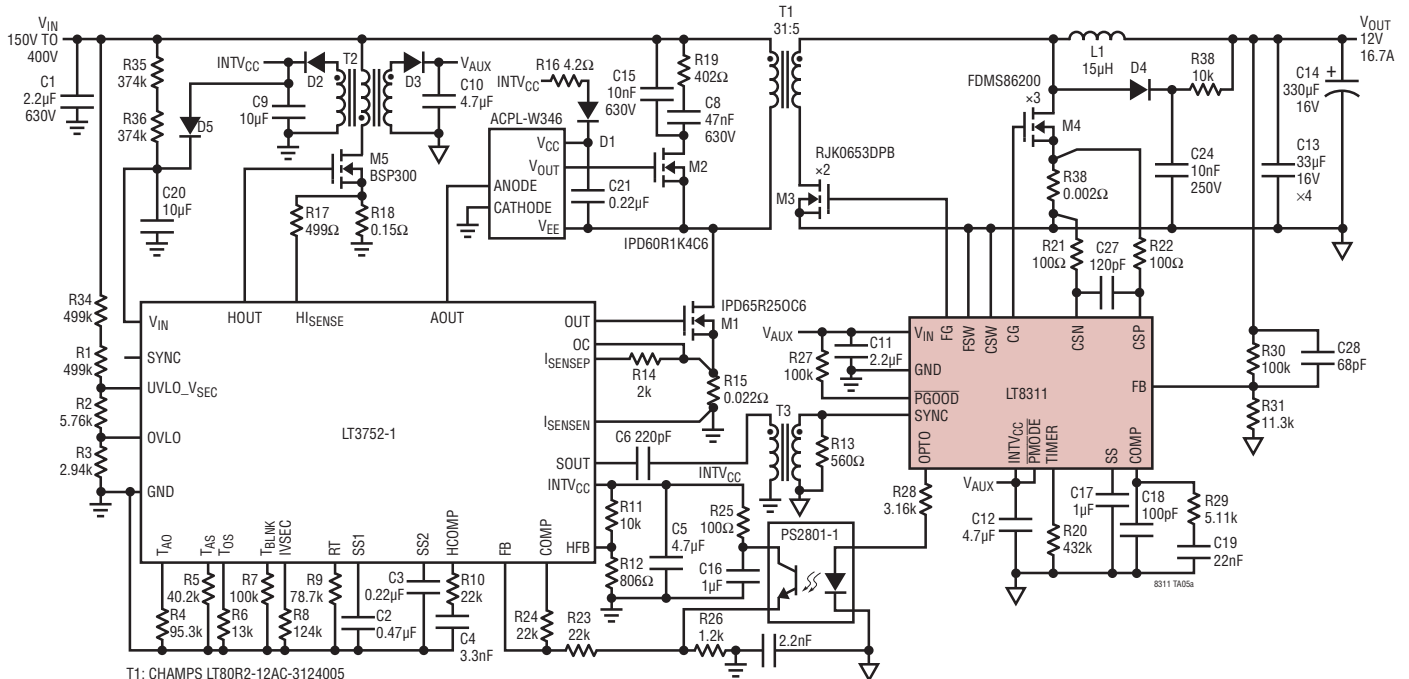 VIN
150V TO
400V
C1
2.2µF
630V
R35
374k
R36
374k
C20
10µF
D5
INTVCC
D2
C9
10µF
T2
D3
VAUX
C10
4.7µF
M5
BSP300
R17
499Ω
R18
0.15Ω
INTVCC
R16 4.2Ω
D1
ACPL-W346
VCC
VOUT
ANODE
CATHODE
VEE
C21
0.22µF
C15
10nF
630V
R19
402Ω
C8
47nF
630V
M2
IPD60R1K4C6
T1
31:5
RJK0653DPB
×2
M3
FDMS86200
×3
M4
L1
15µH
D4
R38
10k
R38
0.002Ω
C24
10nF
250V
C14
330µF
16V
+
C13
33µF
16V
×4
VOUT
12V
16.7A
R21
100Ω
C27
120pF
R22
100Ω
R34
499k
R1
499k
R2
5.76k
R3
2.94k
LT3752-1
VIN
SYNC
UVLO_VSEC
OVLO
GND
HOUT
HISENSE
AOUT
OUT
OC
ISENSEP
ISENSEN
SOUT
INTVCC
HFB
TAO
TAS
TOS
TBLNK
IVSEC
RT
SS1
SS2
HCOMP
FB
COMP
IPD65R25OC6
M1
R14
2k
R15
0.022Ω
C6 220pF
T3
R13
560Ω
INTVCC
R11
10k
R12
806Ω
C5
4.7µF
R25
100Ω
C16
1µF
PS2801-1
R4
95.3k
R5
40.2k
R6
13k
R7
100k
R8
124k
R9
78.7k
C2
0.47µF
C3
0.22µF
R10
22k
C4
3.3nF
R24
22k
R23
22k
R26
1.2k
2.2nF
VAUX
R27
100k
C11
2.2µF
LT8311
VIN
FG
FSW
CSW
CG
CSN
CSP
GND
PGOOD
SYNC
FB
OPTO
INTVCC
PMODE
TIMER
SS
COMP
R28
3.16k
VAUX
C12
4.7µF
R20
432k
C17
1µF
C18
100pF
R29
5.11k
C19
22nF
R30
100k
C28
68pF
R31
11.3k
8311 TA05a
T1: CHAMPS LT80R2-12AC-3124005